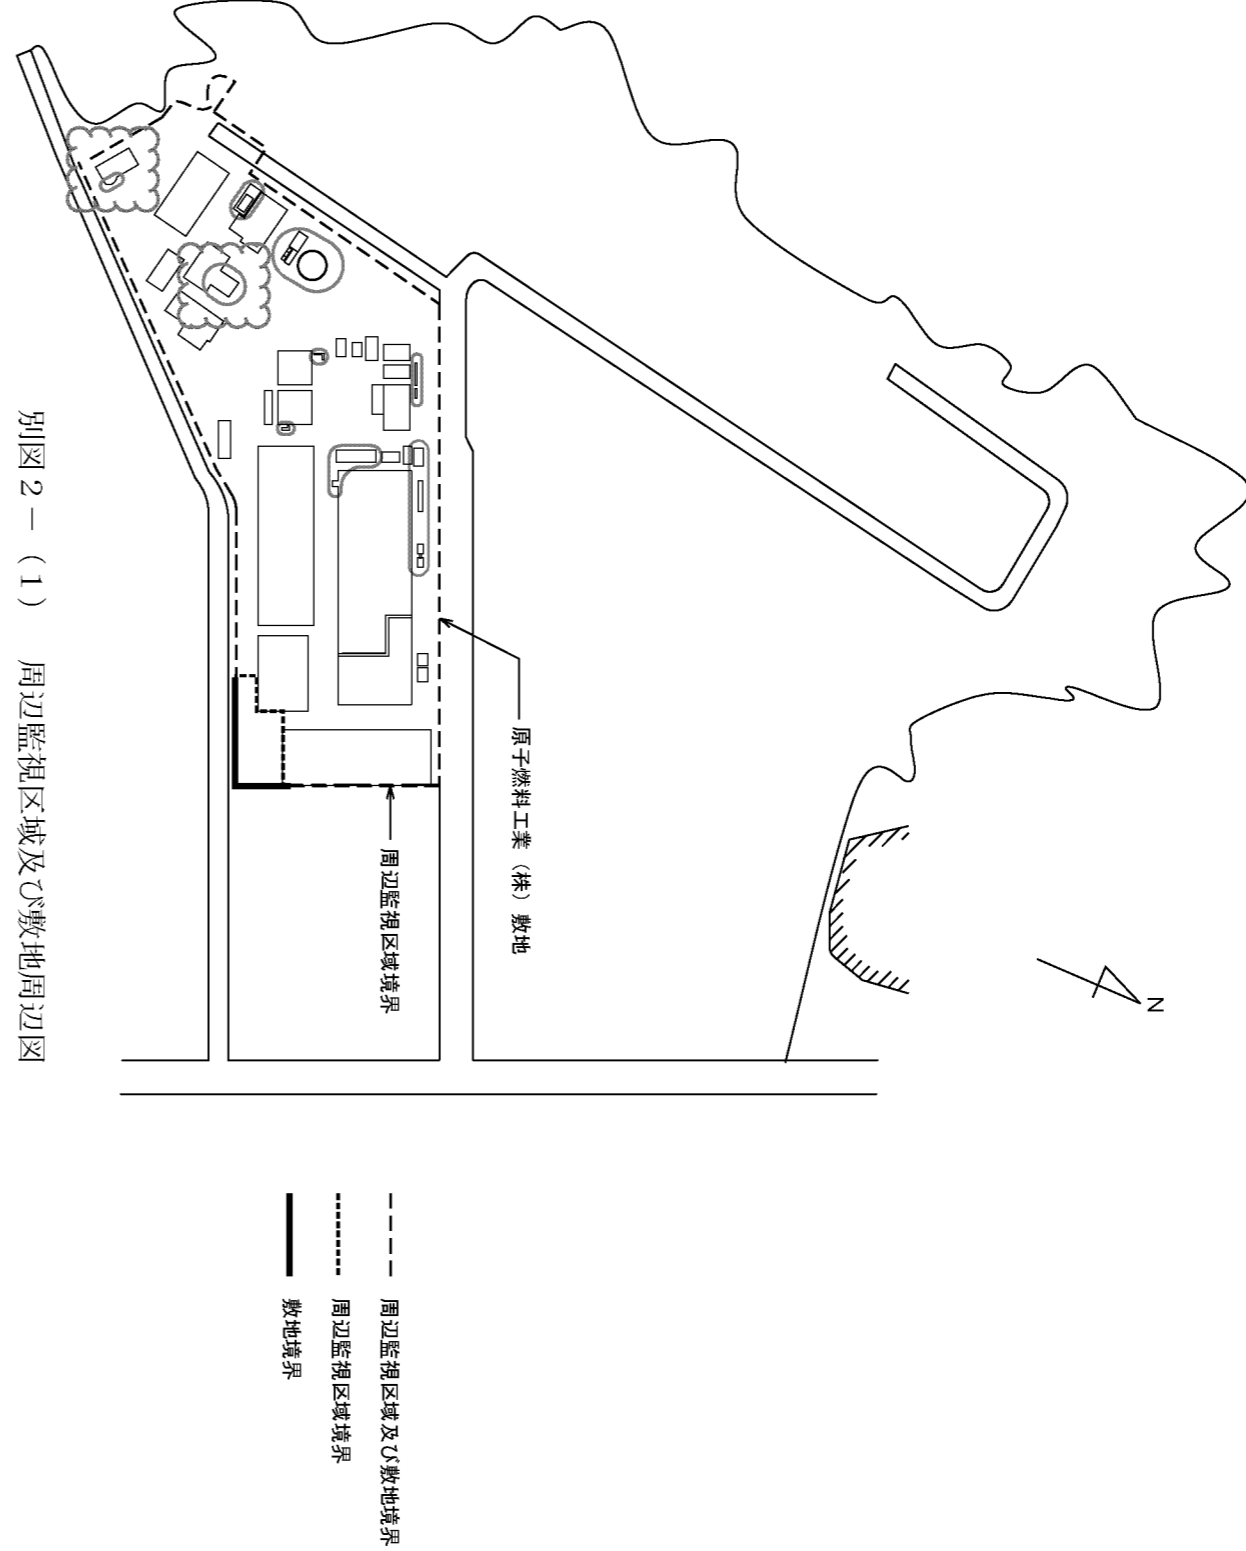 N
原子燃料工業（株）敷地
周辺監視区域境界
周辺監視区域及び敷地境界
周辺監視区域境界
敷地境界
別図２－（１）　周辺監視区域及び敷地周辺図